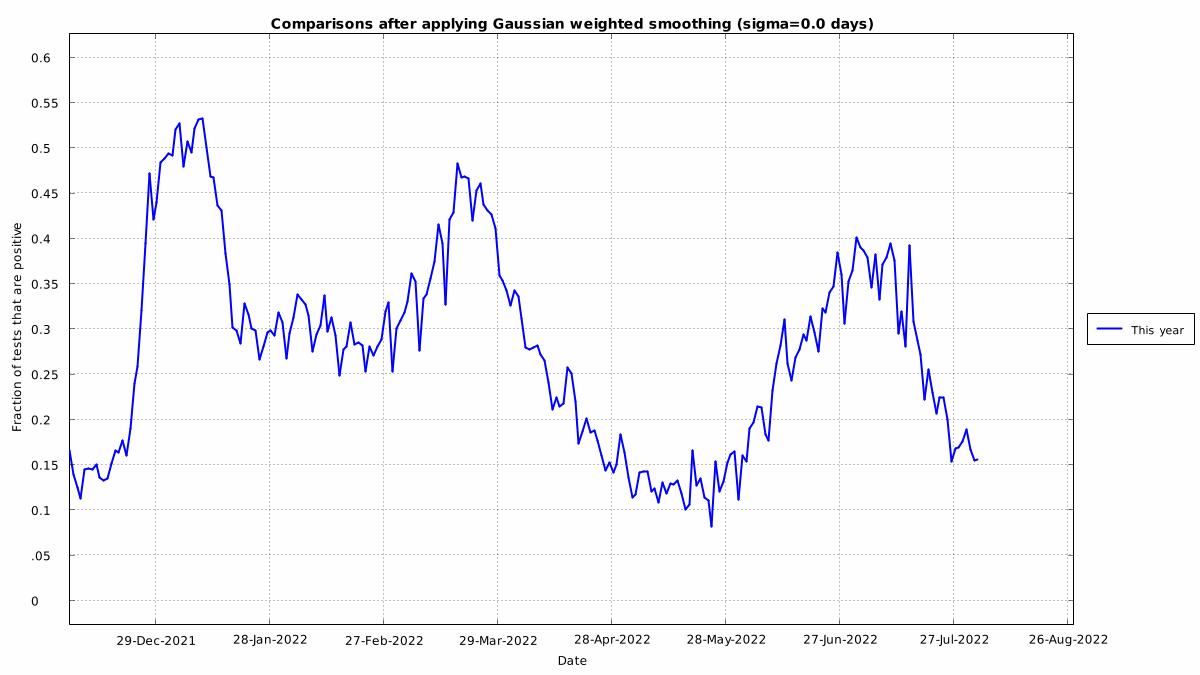 Comparisons after applying Gaussian weighted smoothing (sigma=0.0 days)
0.6
0.55
0.5
0.45
0.4
0.35
0.3
0.25
0.2
0.15
0.1
.05
0
Fraction of tests that are positive
29-Dec-2021 28-Jan-2022 27-Feb-2022 29-Mar-2022 28-Apr-2022 28-May-2022 27-Jun-2022 27-Jul-2022 26-Aug-2022
Date
This year